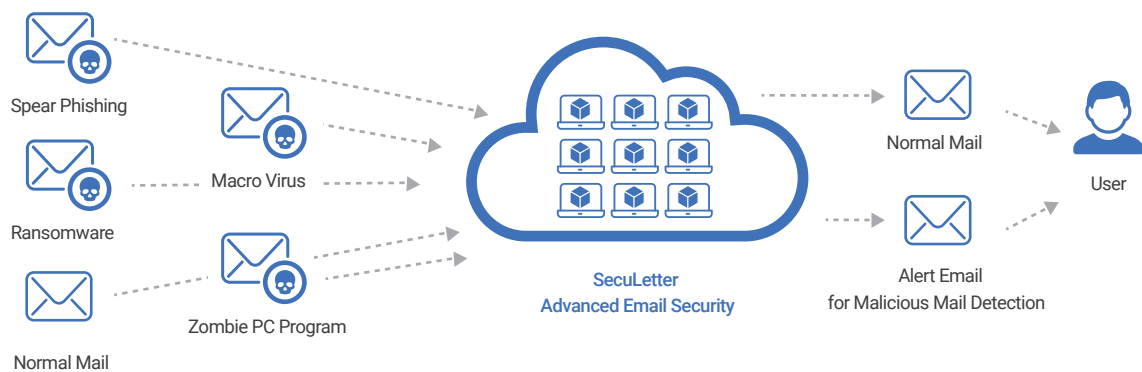 Spear Phishing
Macro Virus
Ransomware
Zombie PC Program
Normal Mail
SecuLetter
Advanced Email Security
Normal Mail
Alert Email
for Malicious Mail Detection
User